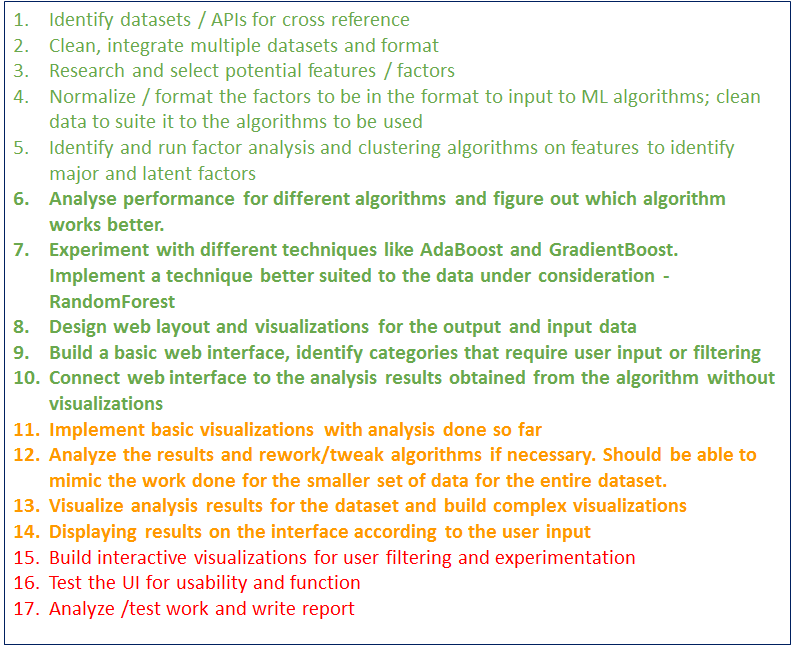 1. Identify datasets / APIs for cross reference
2. Clean, integrate multiple datasets and format
3. Research and select potential features / factors
4. Normalize / format the factors to be in the format to input to ML algorithms; clean
data to suite it to the algorithms to be used
5. Identify and run factor analysis and clustering algorithms on features to identify
major and latent factors
6. Analyse performance for different algorithms and figure out which algorithm
works better.
7. Experiment with different techniques like AdaBoost and GradientBoost.
Implement a technique better suited to the data under consideration -
RandomForest
8. Design web layout and visualizations for the output and input data
9. Build a basic web interface, identify categories that require user input or filtering
10. Connect web interface to the analysis results obtained from the algorithm without
visualizations
11. Implement basic visualizations with analysis done so far
12. Analyze the results and rework/tweak algorithms if necessary. Should be able to
mimic the work done for the smaller set of data for the entire dataset.
13. Visualize analysis results for the dataset and build complex visualizations
14. Displaying results on the interface according to the user input
15. Build interactive visualizations for user filtering and experimentation
16. Test the UI for usability and function
17. Analyze /test work and write report